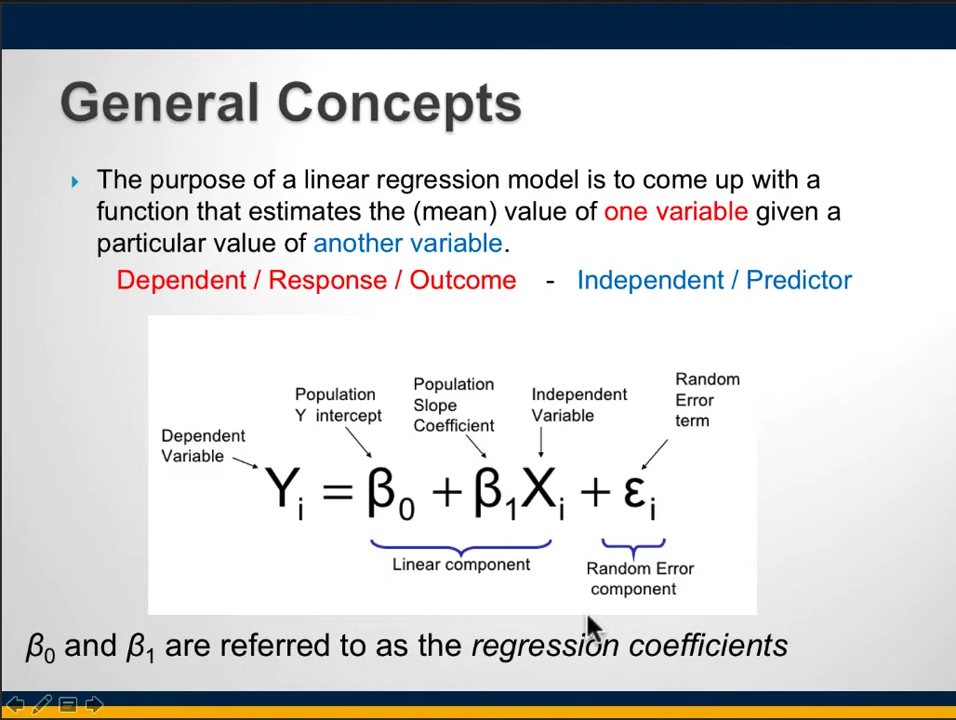 General Concepts
The purpose of a linear regression model is to come up with a
function that estimates the (mean) value of one variable given a
particular value of another variable.
Dependent / Response / Outcome - Independent / Predictor
Dependent
Variable
Population
Y intercept
Population
Slope
Coefficient
Independent
Variable
Random
Error
term
Yᵢ = β₀ + β₁Xᵢ + εᵢ
Linear component
Random Error
component
β₀ and β₁ are referred to as the regression coefficients